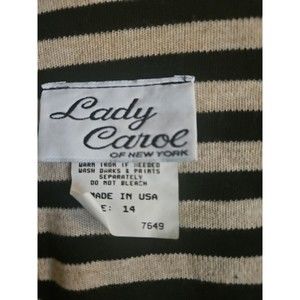 Lady
Carol
OF NEW YORK
WARM IRON IF NEEDED
WASH DARKS & PRINTS
SEPARATELY
DO NOT BLEACH
MADE IN USA
E: 14
7649